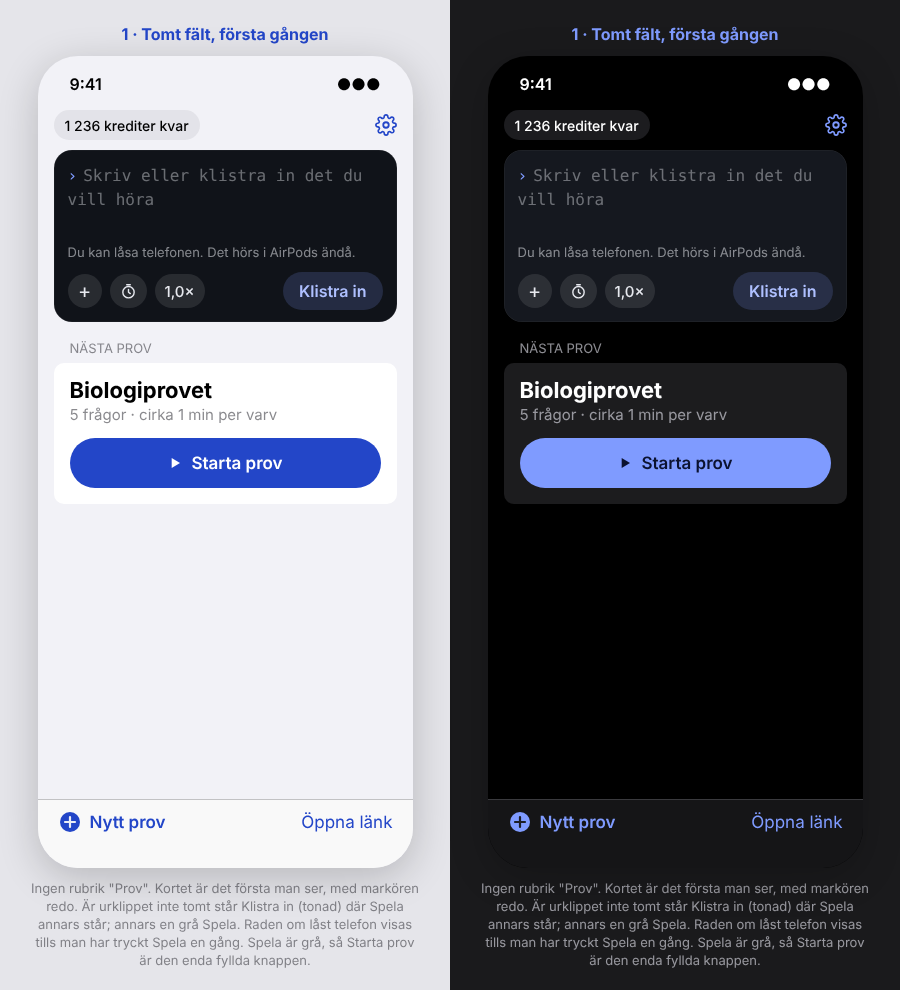 1 · Tomt fält, första gången
9:41
1 236 krediter kvar
› Skriv eller klistra in det du
vill höra
Du kan låsa telefonen. Det hörs i AirPods ändå.
+
1,0×
Klistra in
NÄSTA PROV
Biologiprovet
5 frågor · cirka 1 min per varv
Starta prov
Nytt prov
Öppna länk
Ingen rubrik "Prov". Kortet är det första man ser, med markören
redo. Är urklippet inte tomt står Klistra in (tonad) där Spela
annars står; annars en grå Spela. Raden om låst telefon visas
tills man har tryckt Spela en gång. Spela är grå, så Starta prov
är den enda fyllda knappen.
1 · Tomt fält, första gången
9:41
1 236 krediter kvar
› Skriv eller klistra in det du
vill höra
Du kan låsa telefonen. Det hörs i AirPods ändå.
+
1,0×
Klistra in
NÄSTA PROV
Biologiprovet
5 frågor · cirka 1 min per varv
Starta prov
Nytt prov
Öppna länk
Ingen rubrik "Prov". Kortet är det första man ser, med markören
redo. Är urklippet inte tomt står Klistra in (tonad) där Spela
annars står; annars en grå Spela. Raden om låst telefon visas
tills man har tryckt Spela en gång. Spela är grå, så Starta prov
är den enda fyllda knappen.